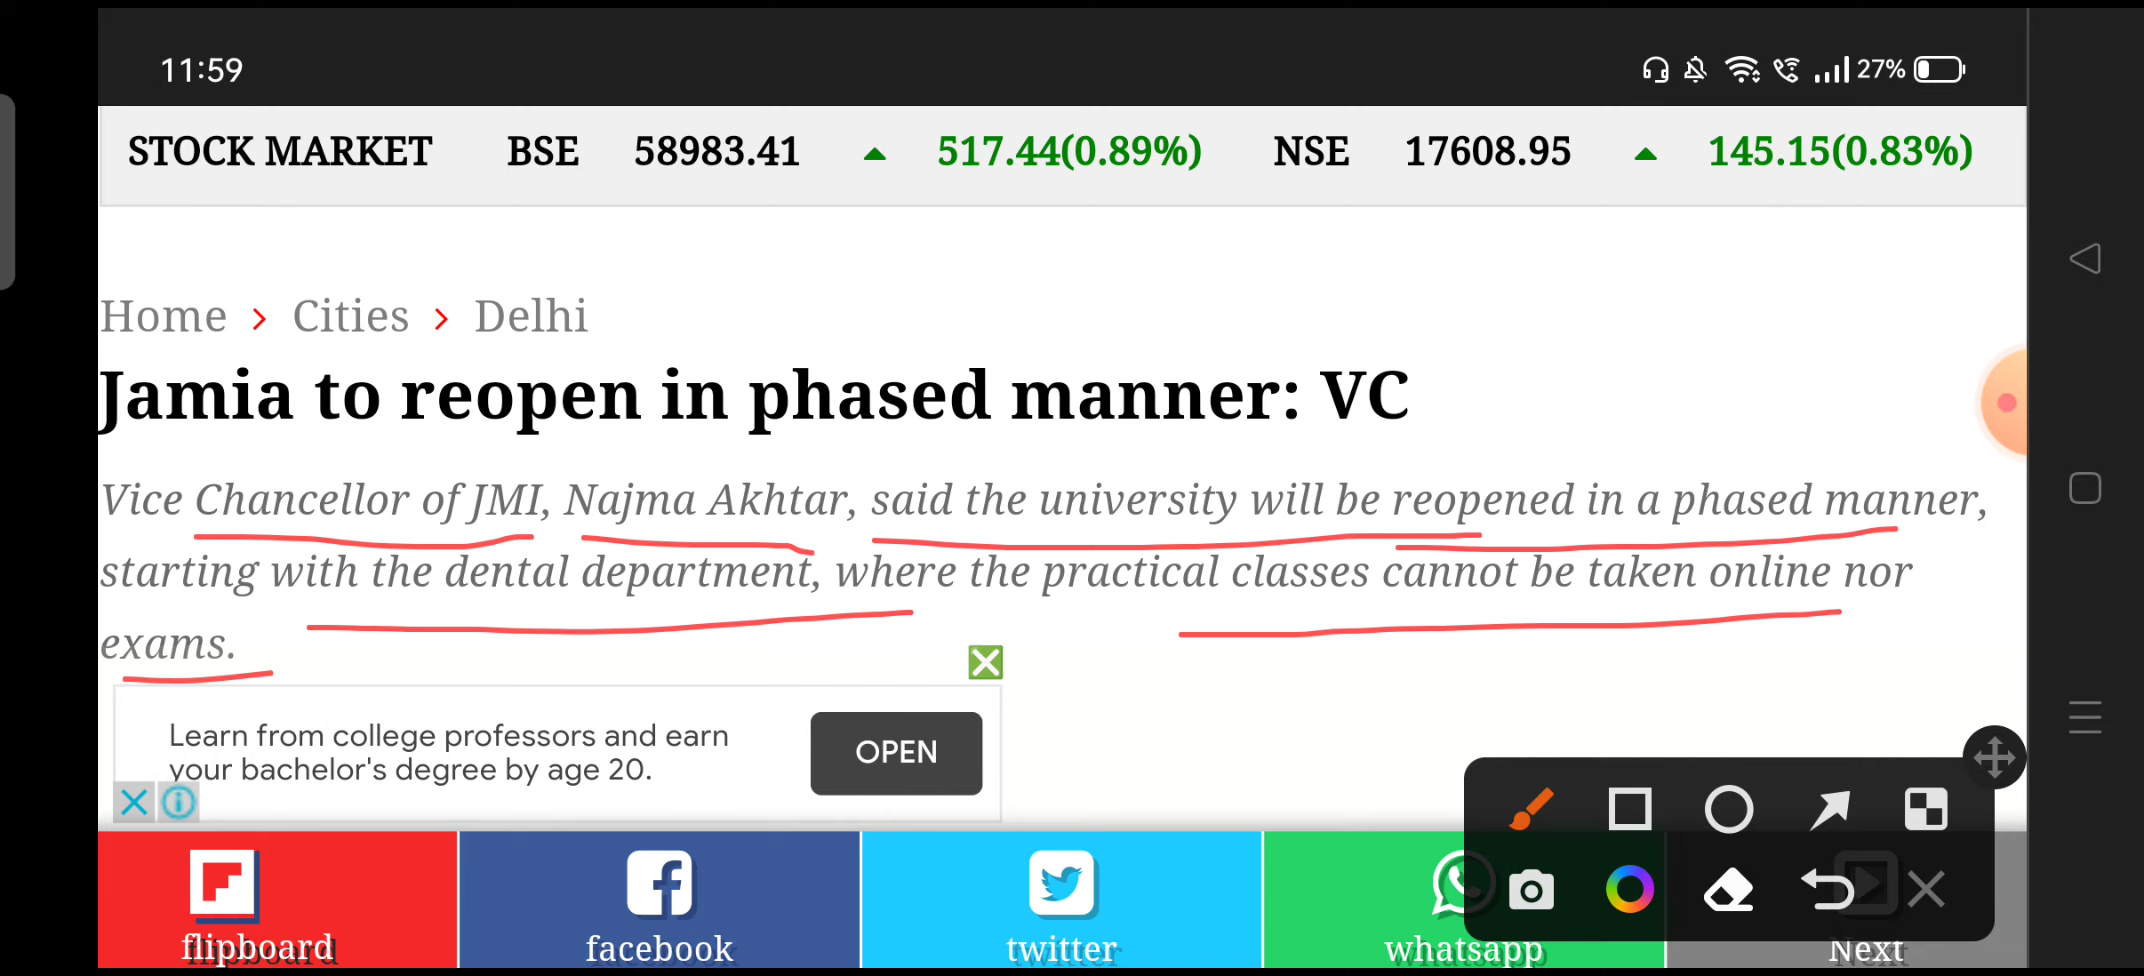 11:59
27%
STOCK MARKET BSE 58983.41 517.44(0.89%) NSE 17608.95 145.15(0.83%)
Home > Cities > Delhi
Jamia to reopen in phased manner: VC
Vice Chancellor of JMI, Najma Akhtar, said the university will be reopened in a phased manner,
starting with the dental department, where the practical classes cannot be taken online nor
exams.
Learn from college professors and earn
your bachelor's degree by age 20.
OPEN
flipboard facebook twitter whatsapp Next